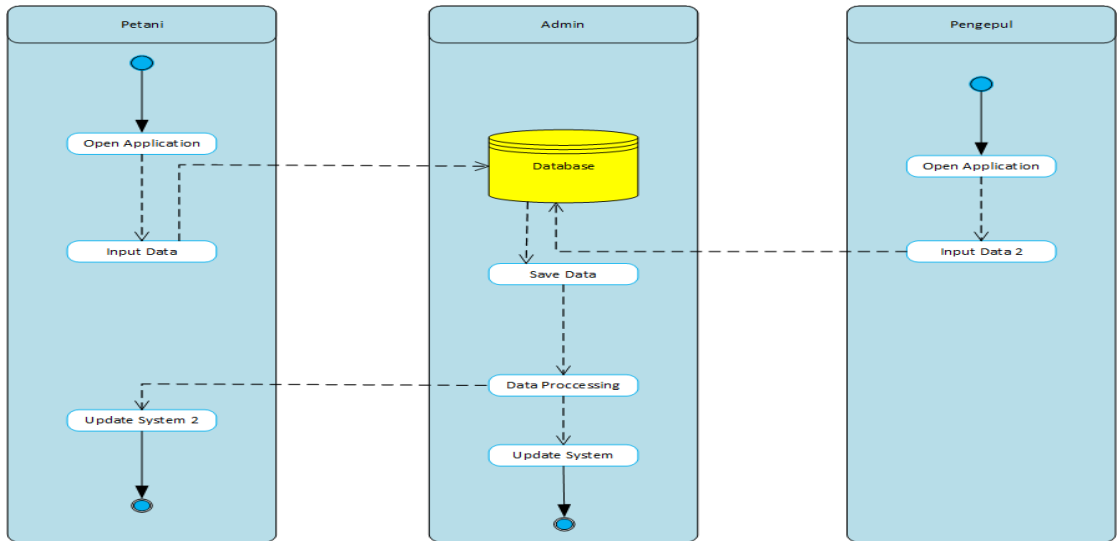 Petani
Admin
Pengepul
Open Application
Database
Open Application
Input Data
Input Data 2
Save Data
Data Proccessing
Update System 2
Update System